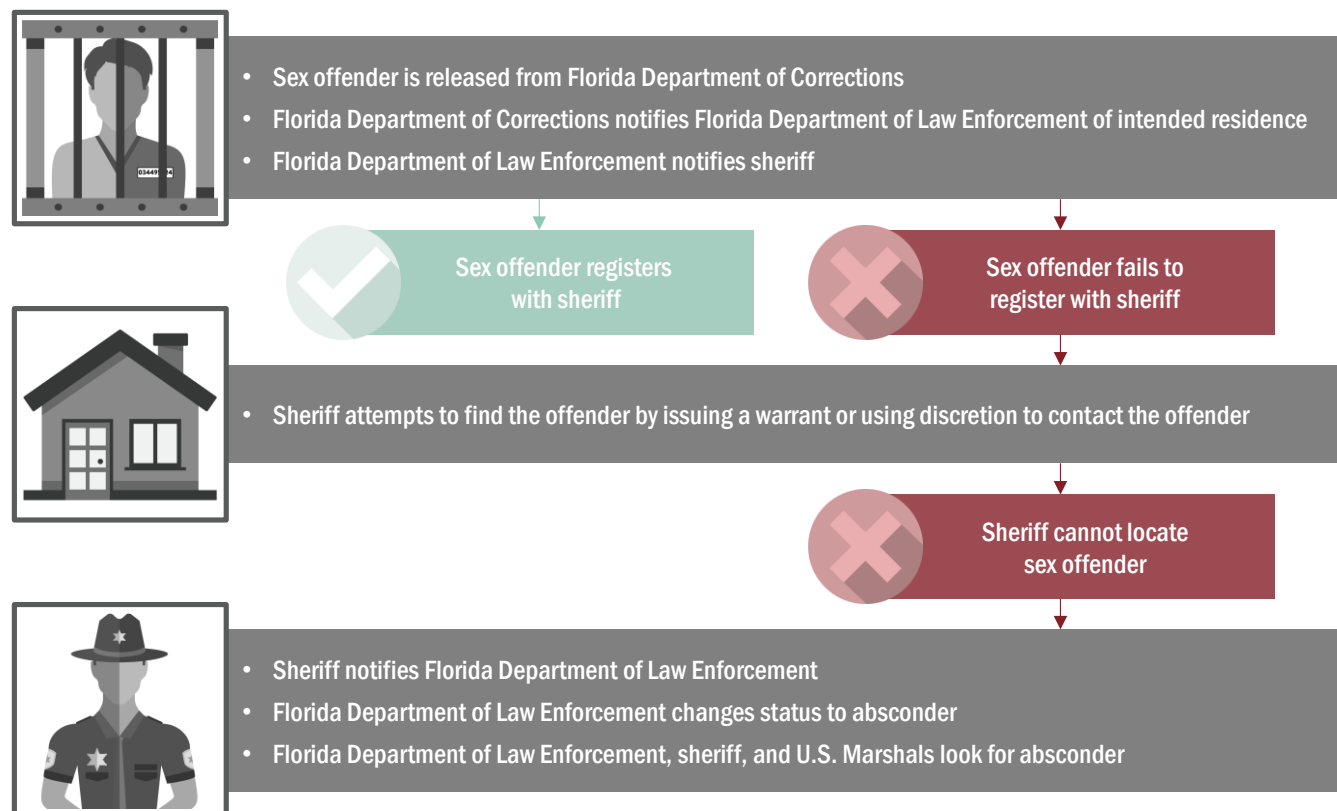 • Sex offender is released from Florida Department of Corrections
• Florida Department of Corrections notifies Florida Department of Law Enforcement of intended residence
• Florida Department of Law Enforcement notifies sheriff
Sex offender registers
with sheriff
Sex offender fails to
register with sheriff
• Sheriff attempts to find the offender by issuing a warrant or using discretion to contact the offender
Sheriff cannot locate
sex offender
• Sheriff notifies Florida Department of Law Enforcement
• Florida Department of Law Enforcement changes status to absconder
• Florida Department of Law Enforcement, sheriff, and U.S. Marshals look for absconder